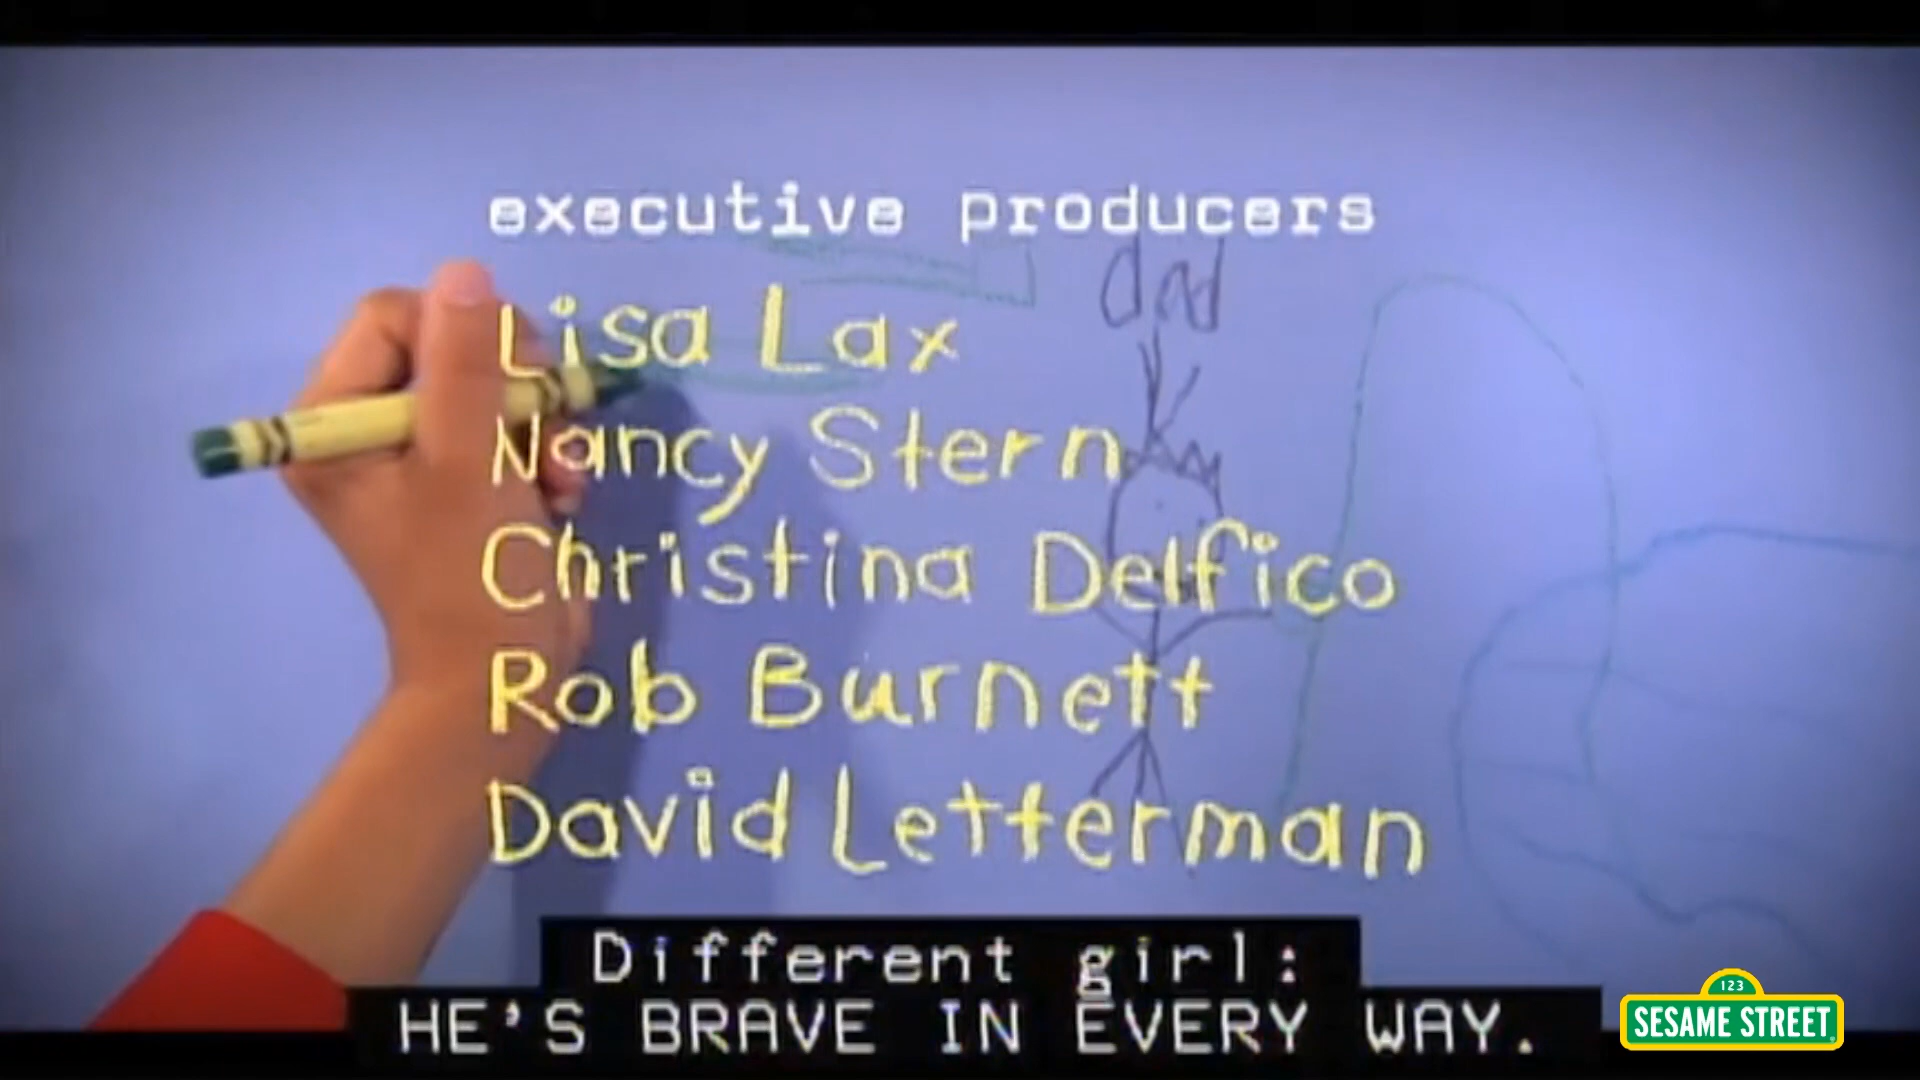 executive producers
Lisa Lax
dad
Nancy Stern
Christina Delfico
Rob Burnett
David Letterman
Different girl:
HE'S BRAVE IN EVERY WAY.
123
SESAME STREET